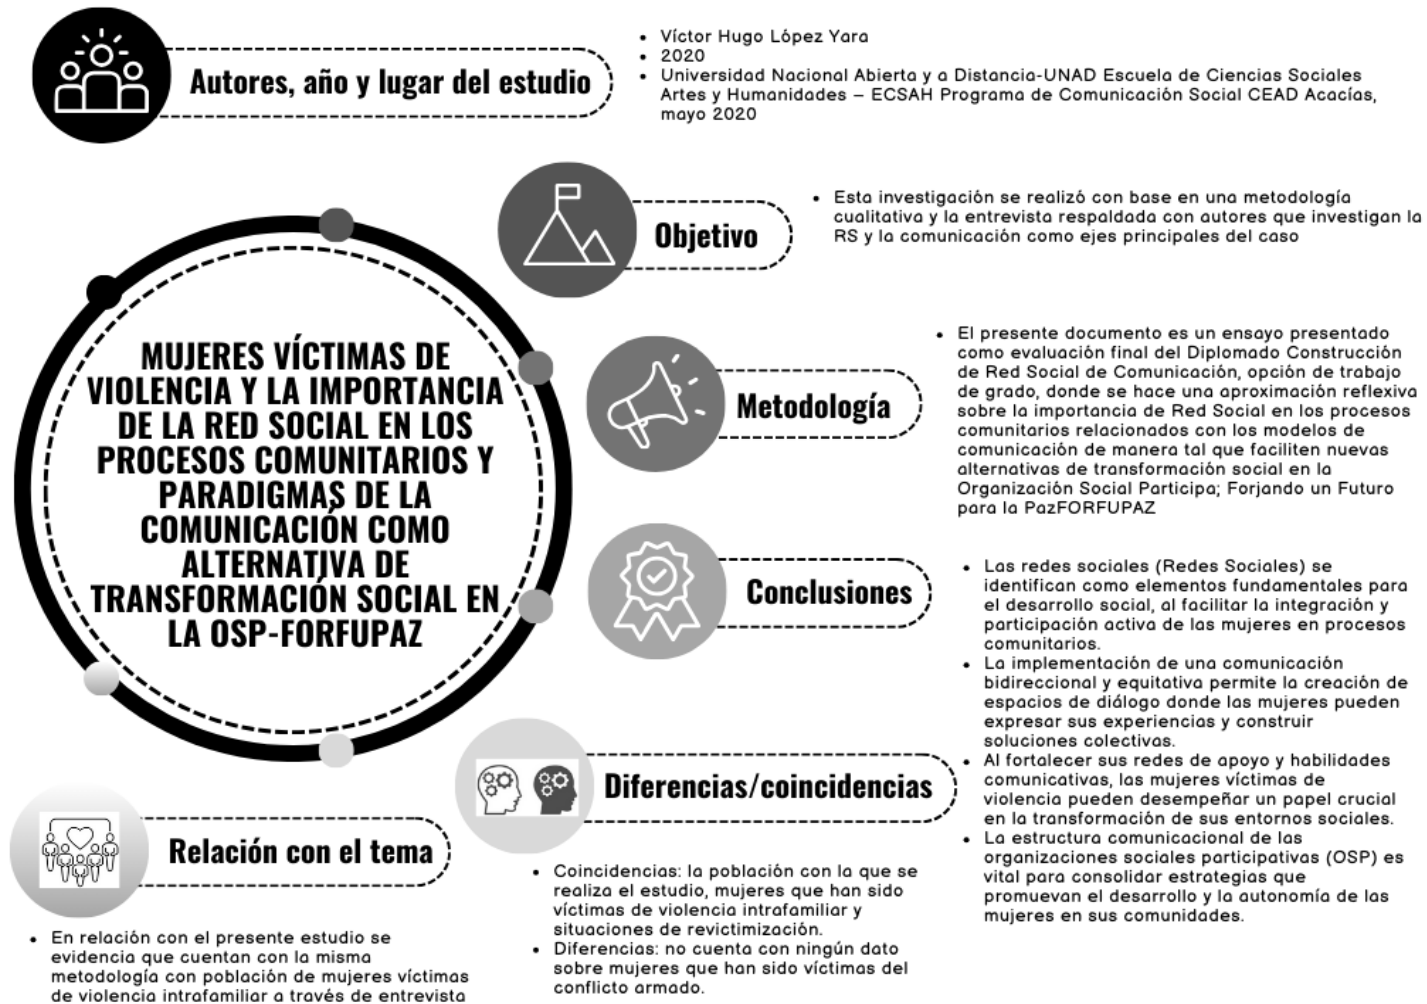 Autores, año y lugar del estudio
• Víctor Hugo López Yara
• 2020
• Universidad Nacional Abierta y a Distancia-UNAD Escuela de Ciencias Sociales
Artes y Humanidades – ECSAH Programa de Comunicación Social CEAD Acacías,
mayo 2020
MUJERES VÍCTIMAS DE
VIOLENCIA Y LA IMPORTANCIA
DE LA RED SOCIAL EN LOS
PROCESOS COMUNITARIOS Y
PARADIGMAS DE LA
COMUNICACIÓN COMO
ALTERNATIVA DE
TRANSFORMACIÓN SOCIAL EN
LA OSP-FORFUPAZ
Objetivo
• Esta investigación se realizó con base en una metodología
cualitativa y la entrevista respaldada con autores que investigan la
RS y la comunicación como ejes principales del caso
Metodología
• El presente documento es un ensayo presentado
como evaluación final del Diplomado Construcción
de Red Social de Comunicación, opción de trabajo
de grado, donde se hace una aproximación reflexiva
sobre la importancia de Red Social en los procesos
comunitarios relacionados con los modelos de
comunicación de manera tal que faciliten nuevas
alternativas de transformación social en la
Organización Social Participa; Forjando un Futuro
para la PazFORFUPAZ
Conclusiones
• Las redes sociales (Redes Sociales) se
identifican como elementos fundamentales para
el desarrollo social, al facilitar la integración y
participación activa de las mujeres en procesos
comunitarios.
• La implementación de una comunicación
bidireccional y equitativa permite la creación de
espacios de diálogo donde las mujeres pueden
expresar sus experiencias y construir
soluciones colectivas.
• Al fortalecer sus redes de apoyo y habilidades
comunicativas, las mujeres víctimas de
violencia pueden desempeñar un papel crucial
en la transformación de sus entornos sociales.
• La estructura comunicacional de las
organizaciones sociales participativas (OSP) es
vital para consolidar estrategias que
promuevan el desarrollo y la autonomía de las
mujeres en sus comunidades.
Diferencias/coincidencias
• Coincidencias: la población con la que se
realiza el estudio, mujeres que han sido
víctimas de violencia intrafamiliar y
situaciones de revictimización.
• Diferencias: no cuenta con ningún dato
sobre mujeres que han sido víctimas del
conflicto armado.
Relación con el tema
• En relación con el presente estudio se
evidencia que cuentan con la misma
metodología con población de mujeres víctimas
de violencia intrafamiliar a través de entrevista